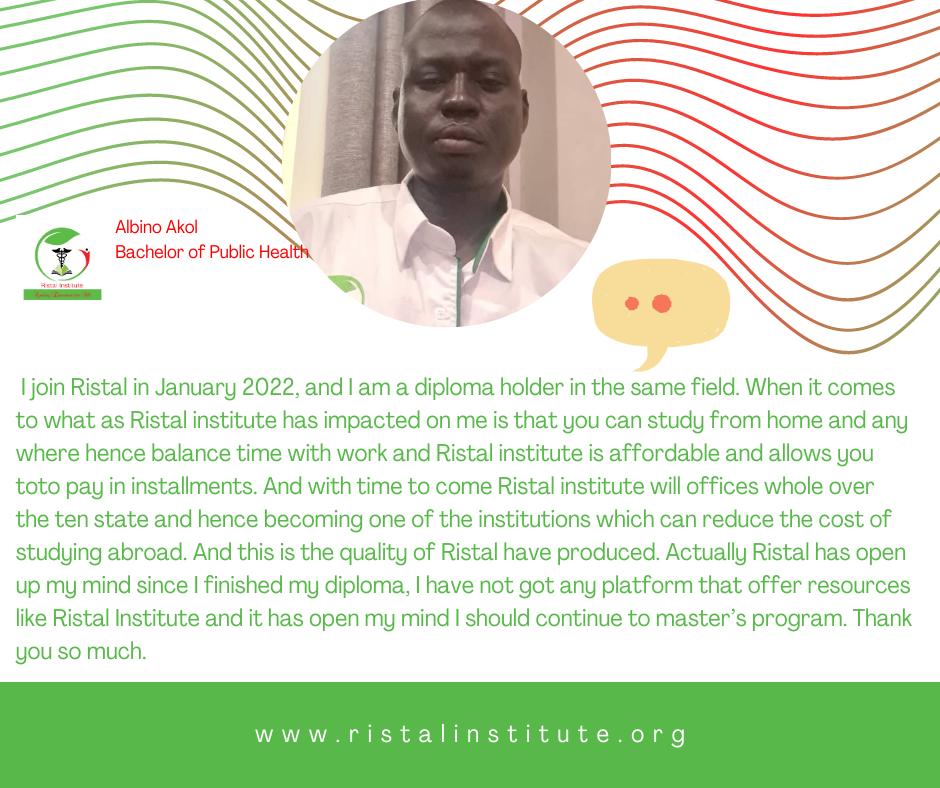 Albino Akol
Bachelor of Public Health
Ristal Institute
I join Ristal in January 2022, and I am a diploma holder in the same field. When it comes
to what as Ristal institute has impacted on me is that you can study from home and any
where hence balance time with work and Ristal institute is affordable and allows you
toto pay in installments. And with time to come Ristal institute will offices whole over
the ten state and hence becoming one of the institutions which can reduce the cost of
studying abroad. And this is the quality of Ristal have produced. Actually Ristal has open
up my mind since I finished my diploma, I have not got any platform that offer resources
like Ristal Institute and it has open my mind I should continue to master’s program. Thank
you so much.
www.ristalinstitute.org